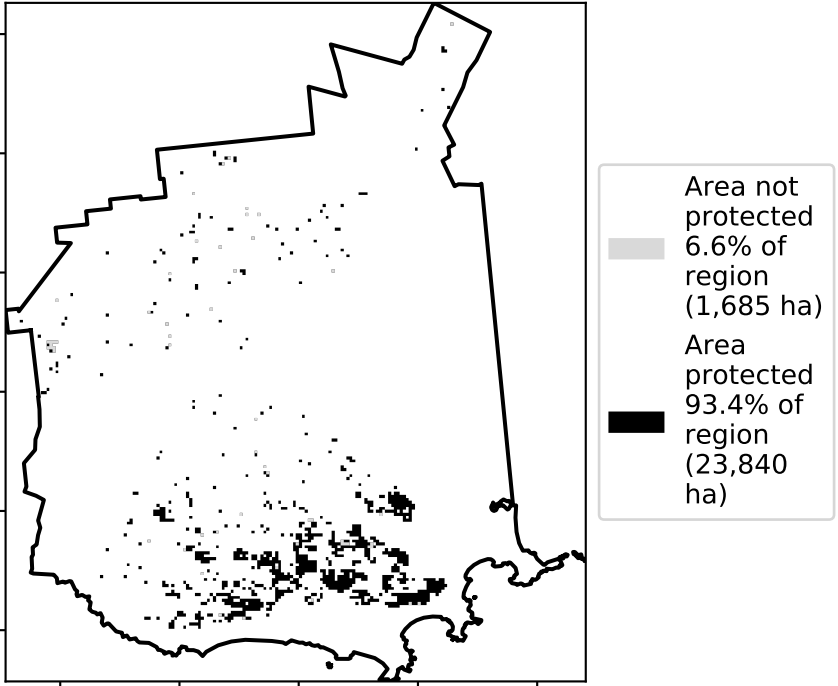 Area not
protected
6.6% of
region
(1,685 ha)
Area
protected
93.4% of
region
(23,840
ha)